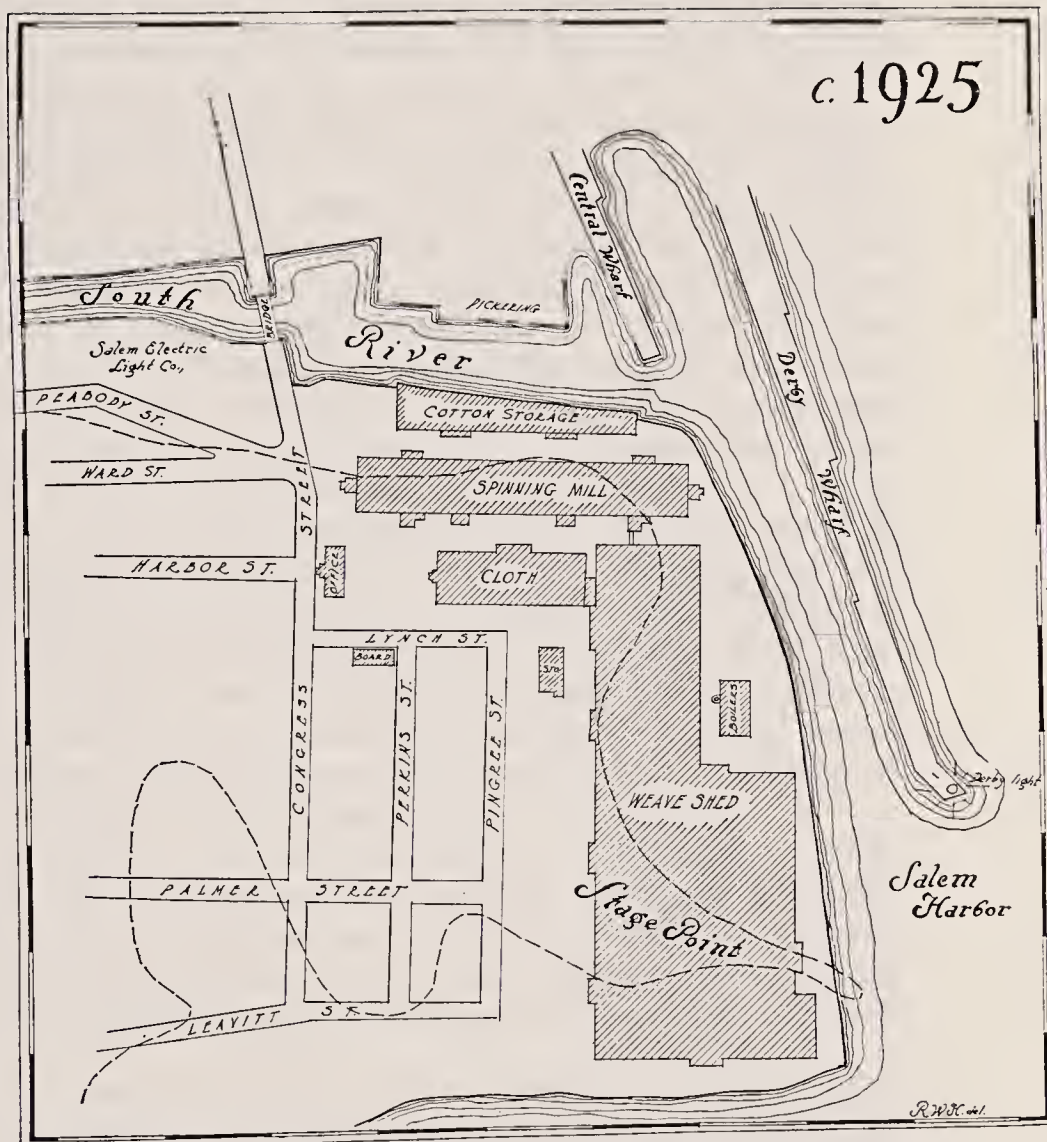 c. 1925
Central Wharf
South
River
BRIDGE
PICKERING
Salem Electric
Light Co.,
Derby
Wharf
PEABODY ST.
COTTON STORAGE
WARD ST.
STREET
SPINNING MILL
HARBOR ST.
OFFICE
CLOTH
LYNCH ST.
BOARD
STO
BOILERS
CONGRESS
PERKINS ST.
PINGREE ST.
Derby light
WEAVE SHED
PALMER STREET
Stage Point
Salem
Harbor
LEAVITT ST.
R.W.H. del.